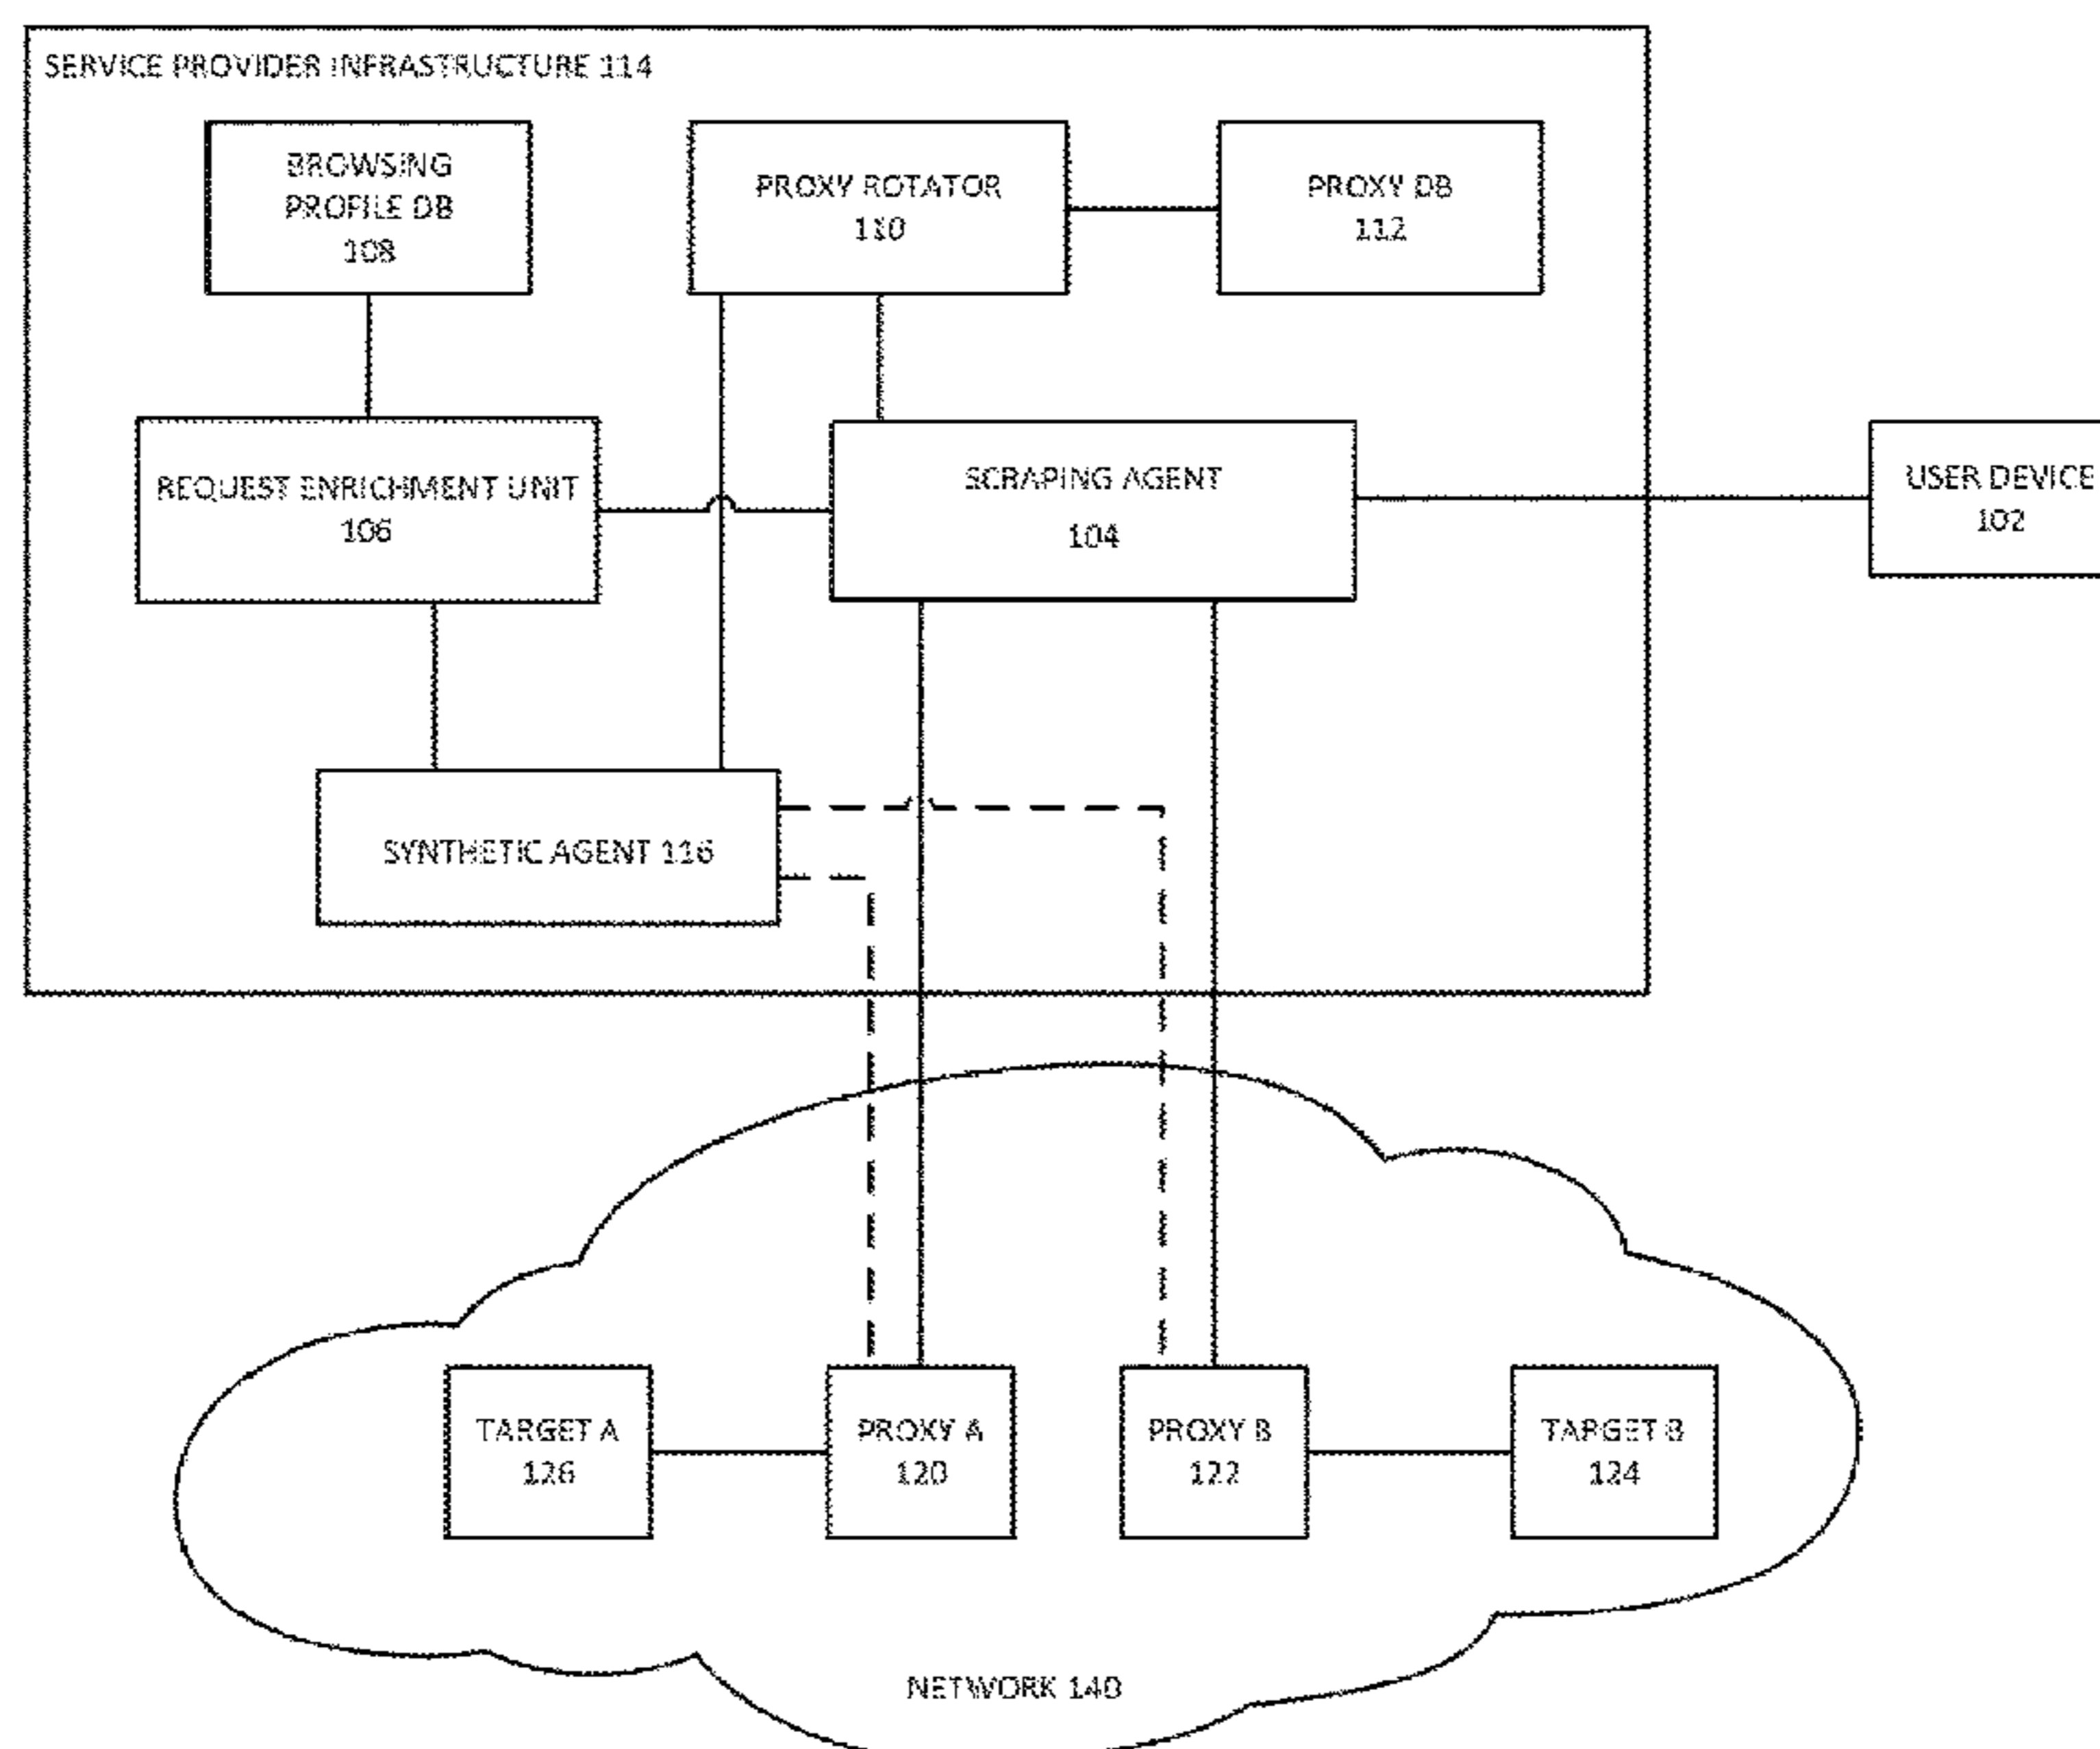 SERVICE PROVIDER INFRASTRUCTURE 114
BROWSING
PROFILE DB
108
PROXY ROTATOR
110
PROXY DB
112
REQUEST ENRICHMENT UNIT
106
SCRAPING AGENT
104
USER DEVICE
102
SYNTHETIC AGENT 116
TARGET A
126
PROXY A
120
PROXY B
122
TARGET B
124
NETWORK 140